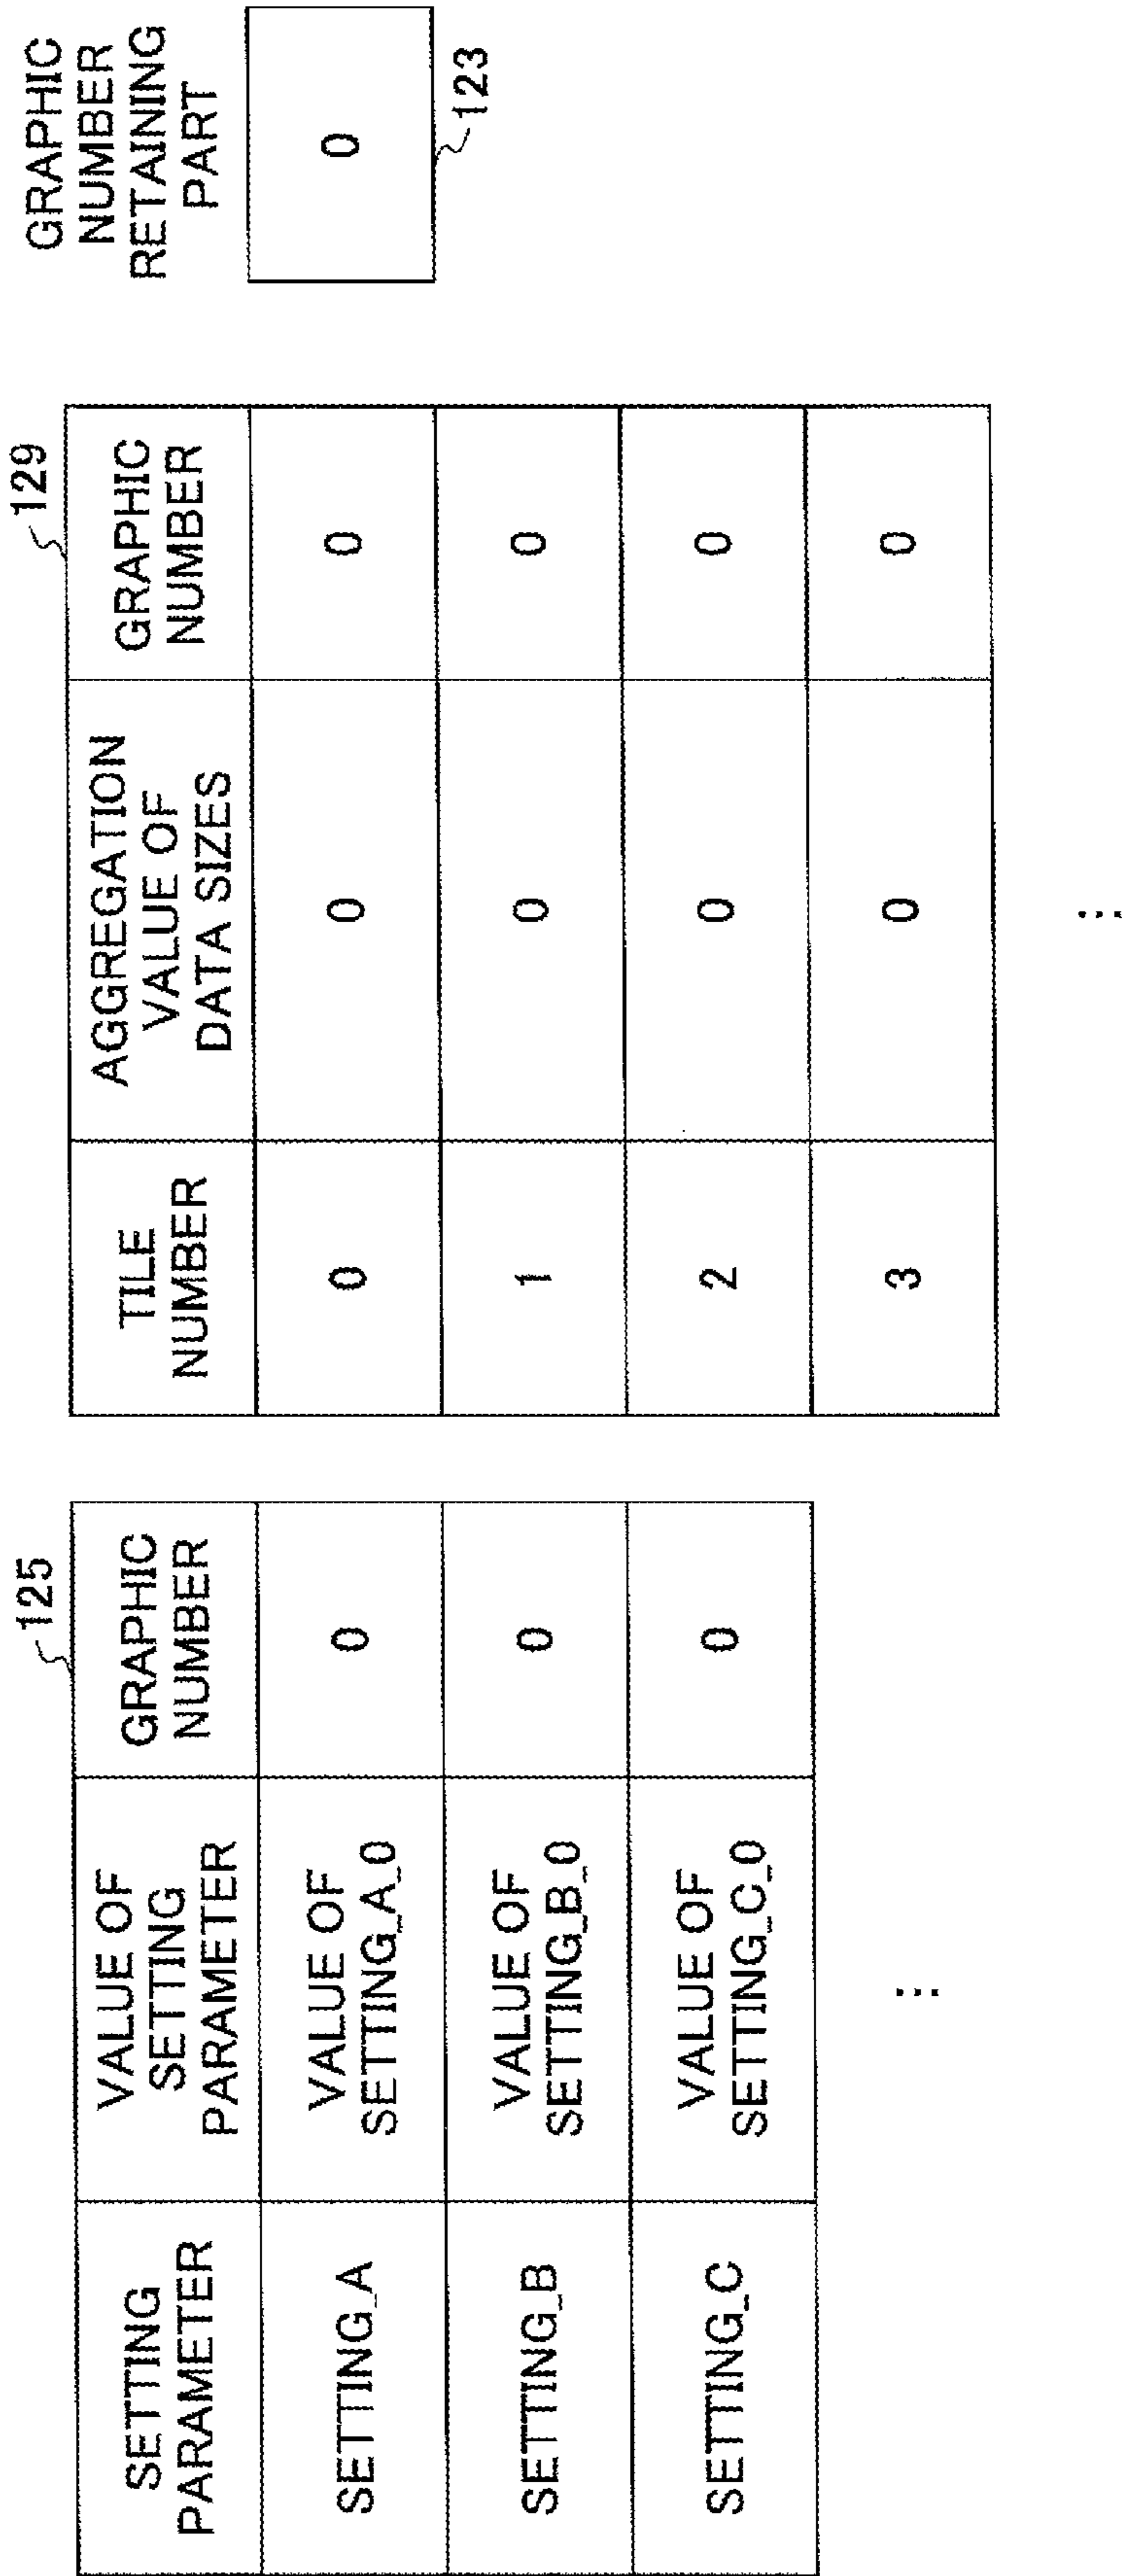 125
SETTING
PARAMETER
VALUE OF
SETTING
PARAMETER
GRAPHIC
NUMBER
SETTING_A
VALUE OF
SETTING_A_0
0
SETTING_B
VALUE OF
SETTING_B_0
0
SETTING_C
VALUE OF
SETTING_C_0
0
...
129
TILE
NUMBER
AGGREGATION
VALUE OF
DATA SIZES
GRAPHIC
NUMBER
0
0
0
1
0
0
2
0
0
3
0
0
...
GRAPHIC
NUMBER
RETAINING
PART
0
123